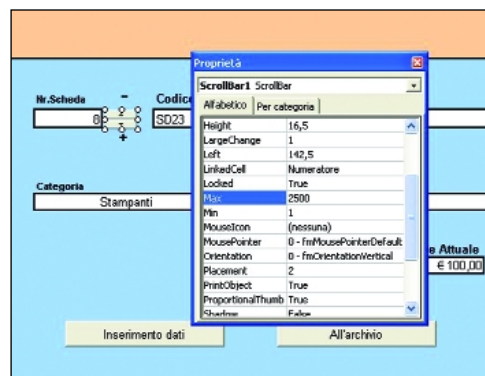 Proprietà
ScrollBar1 ScrollBar
Alfabetico Per categoria
Nr.Scheda - Codice
8 SD23
+
Height 16,5
LargeChange 1
Left 142,5
LinkedCell Numeratore
Locked True
Max 2500
Min 1
MouseIcon (nessuna)
MousePointer 0 - fmMousePointerDefault
Orientation 0 - fmOrientationVertical
Placement 2
PrintObject True
ProportionalThumb True
Shadow False
Categoria
Stampanti
e Attuale
€ 100,00
Inserimento dati All'archivio